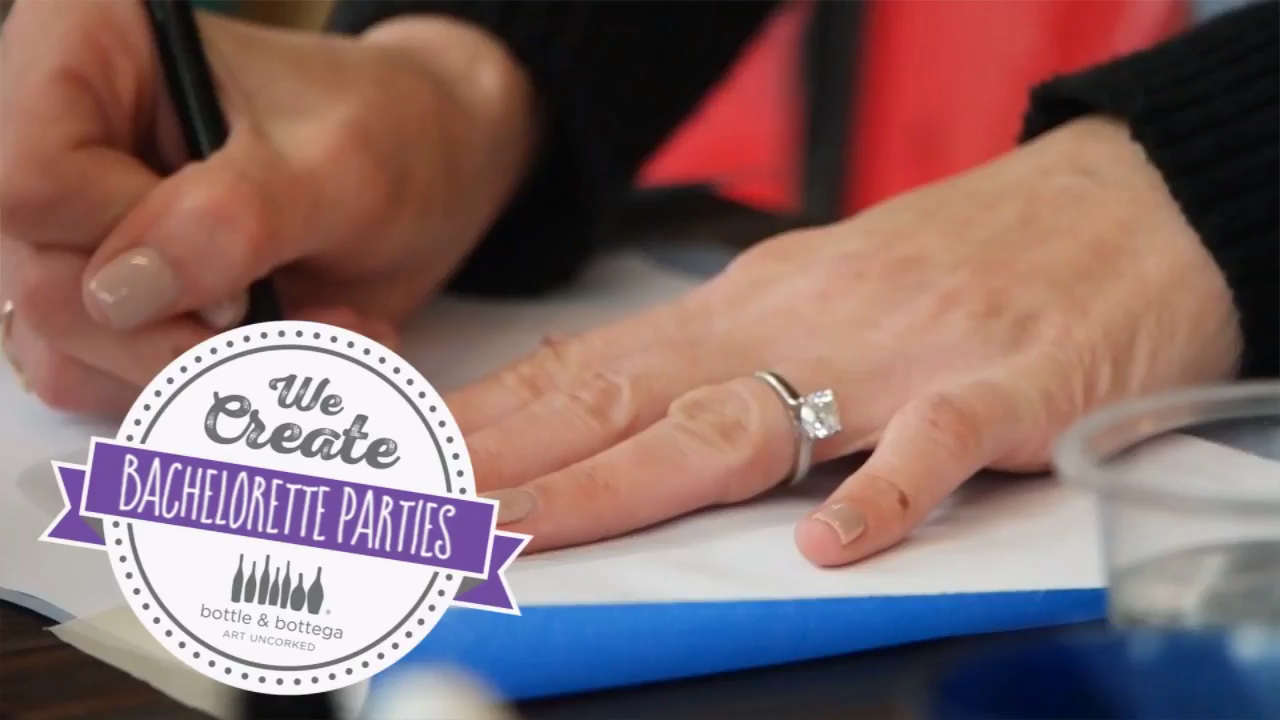 We
Create
BACHELORETTE PARTIES
bottle & bottega®
ART UNCORKED